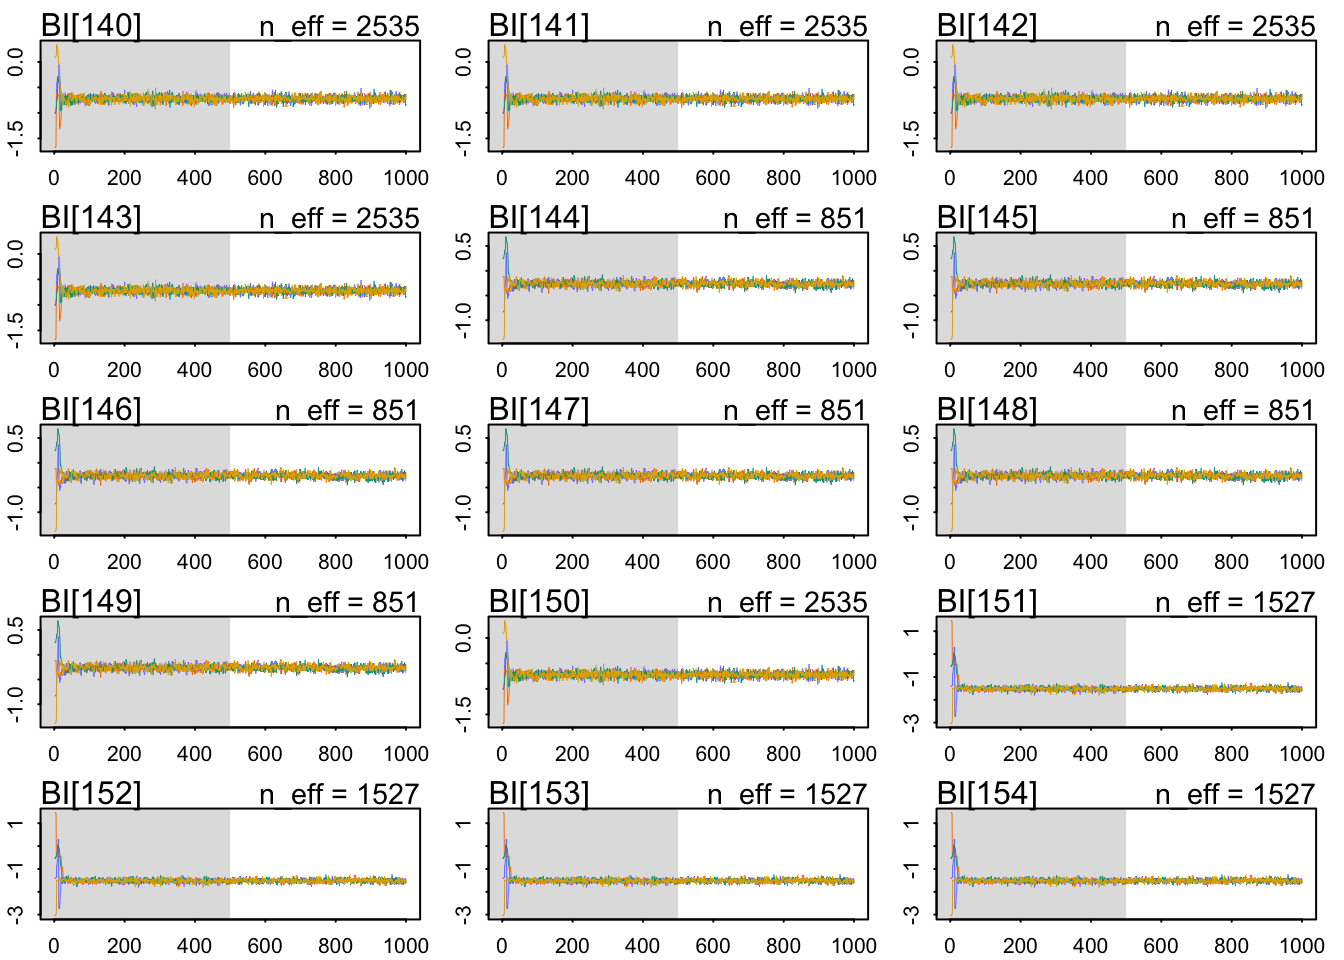 BI[140] n_eff = 2535 BI[141] n_eff = 2535 BI[142] n_eff = 2535
0.0 0.0 0.0
-1.5 -1.5 -1.5
0 200 400 600 800 1000 0 200 400 600 800 1000 0 200 400 600 800 1000
BI[143] n_eff = 2535 BI[144] n_eff = 851 BI[145] n_eff = 851
0.0 0.5 0.5
-1.5 -1.0 -1.0
0 200 400 600 800 1000 0 200 400 600 800 1000 0 200 400 600 800 1000
BI[146] n_eff = 851 BI[147] n_eff = 851 BI[148] n_eff = 851
0.5 0.5 0.5
-1.0 -1.0 -1.0
0 200 400 600 800 1000 0 200 400 600 800 1000 0 200 400 600 800 1000
BI[149] n_eff = 851 BI[150] n_eff = 2535 BI[151] n_eff = 1527
0.5 0.0 1
-1
-1.0 -1.5 -3
0 200 400 600 800 1000 0 200 400 600 800 1000 0 200 400 600 800 1000
BI[152] n_eff = 1527 BI[153] n_eff = 1527 BI[154] n_eff = 1527
1 1 1
-1 -1 -1
-3 -3 -3
0 200 400 600 800 1000 0 200 400 600 800 1000 0 200 400 600 800 1000